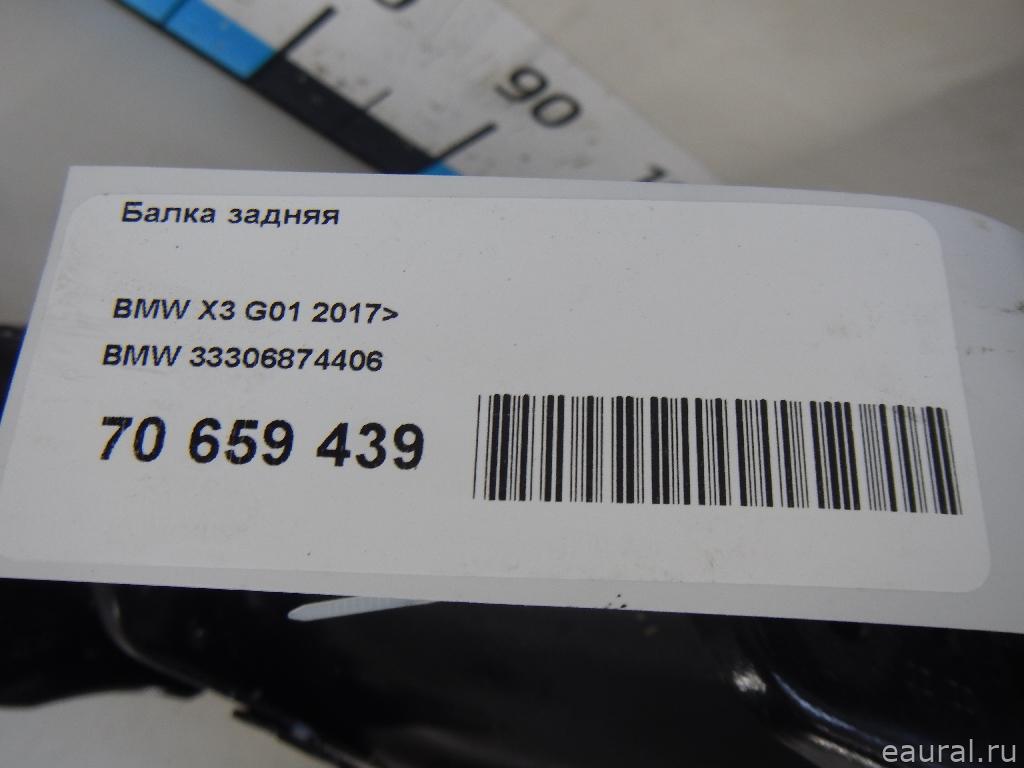 90
Балка задняя
BMW X3 G01 2017>
BMW 33306874406
70 659 439
eaural.ru